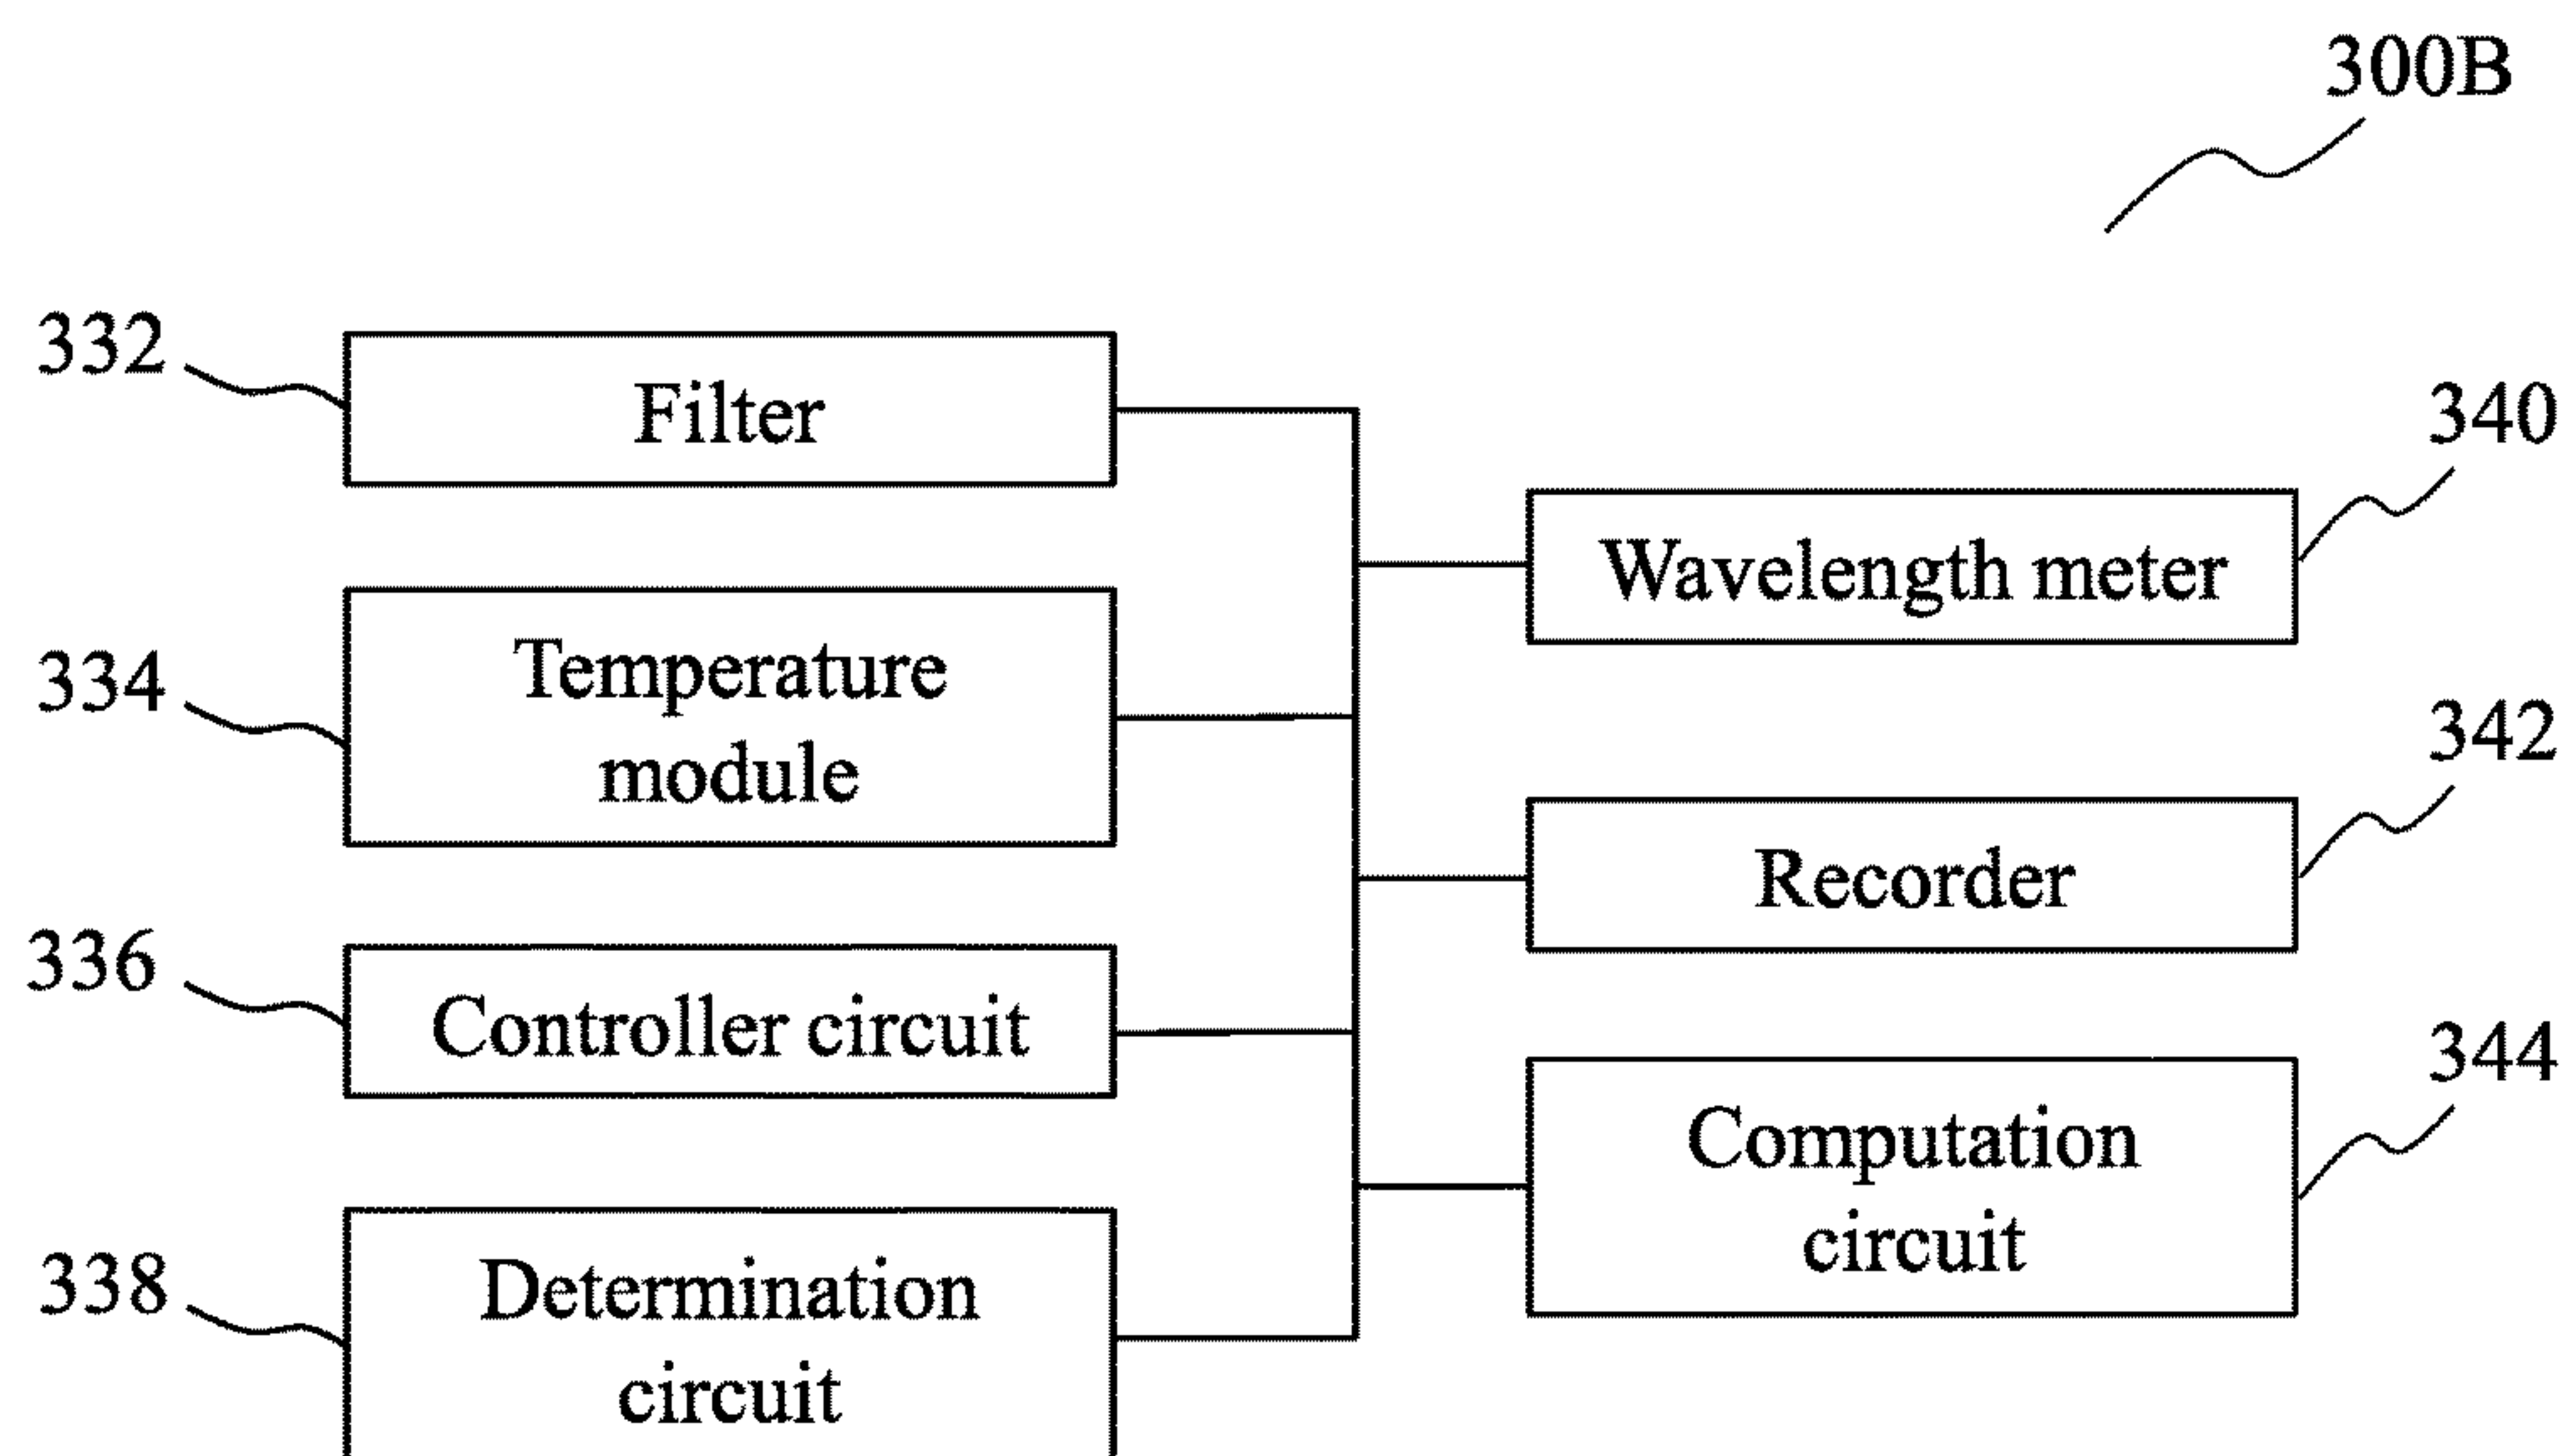 300B
332
Filter
340
Wavelength meter
334
Temperature
module
342
Recorder
336
Controller circuit
344
Computation
circuit
338
Determination
circuit